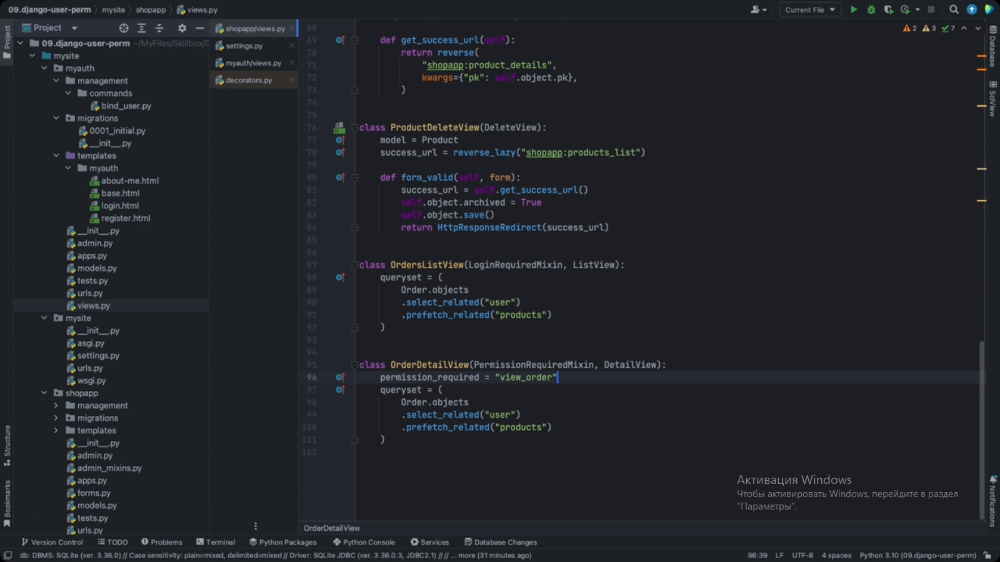 09.django-user-perm
mysite
shopapp
views.py
Current File
Project
shopapp/views.py
settings.py
myauth/views.py
decorators.py
2
3
7
09.django-user-perm ~/MyFiles/Skillbox/
mysite
myauth
management
commands
bind_user.py
migrations
0001_initial.py
__init__.py
templates
myauth
about-me.html
base.html
login.html
register.html
__init__.py
admin.py
apps.py
models.py
tests.py
urls.py
views.py
mysite
__init__.py
asgi.py
settings.py
urls.py
wsgi.py
shopapp
management
migrations
templates
__init__.py
admin.py
admin_mixins.py
apps.py
forms.py
models.py
tests.py
urls.py
Project
Structure
Bookmarks
68
69 def get_success_url(self):
70 return reverse(
71 "shopapp:product_details",
72 kwargs={"pk": self.object.pk},
73 )
74
75
76 class ProductDeleteView(DeleteView):
77 model = Product
78 success_url = reverse_lazy("shopapp:products_list")
79
80 def form_valid(self, form):
81 success_url = self.get_success_url()
82 self.object.archived = True
83 self.object.save()
84 return HttpResponseRedirect(success_url)
85
86
87 class OrdersListView(LoginRequiredMixin, ListView):
88 queryset = (
89 Order.objects
90 .select_related("user")
91 .prefetch_related("products")
92 )
93
94
95 class OrderDetailView(PermissionRequiredMixin, DetailView):
96 permission_required = "view_order"
97 queryset = (
98 Order.objects
99 .select_related("user")
100 .prefetch_related("products")
101 )
102
Database
SciView
Notifications
Активация Windows
Чтобы активировать Windows, перейдите в раздел
"Параметры".
OrderDetailView
Version Control
TODO
Problems
Terminal
Python Packages
Python Console
Services
Database Changes
db: DBMS: SQLite (ver. 3.36.0) // Case sensitivity: plain=mixed, delimited=mixed // Driver: SQLite JDBC (ver. 3.36.0.3, JDBC2.1) // // ... more (31 minutes ago)
96:39 LF UTF-8 4 spaces Python 3.10 (09.django-user-perm)